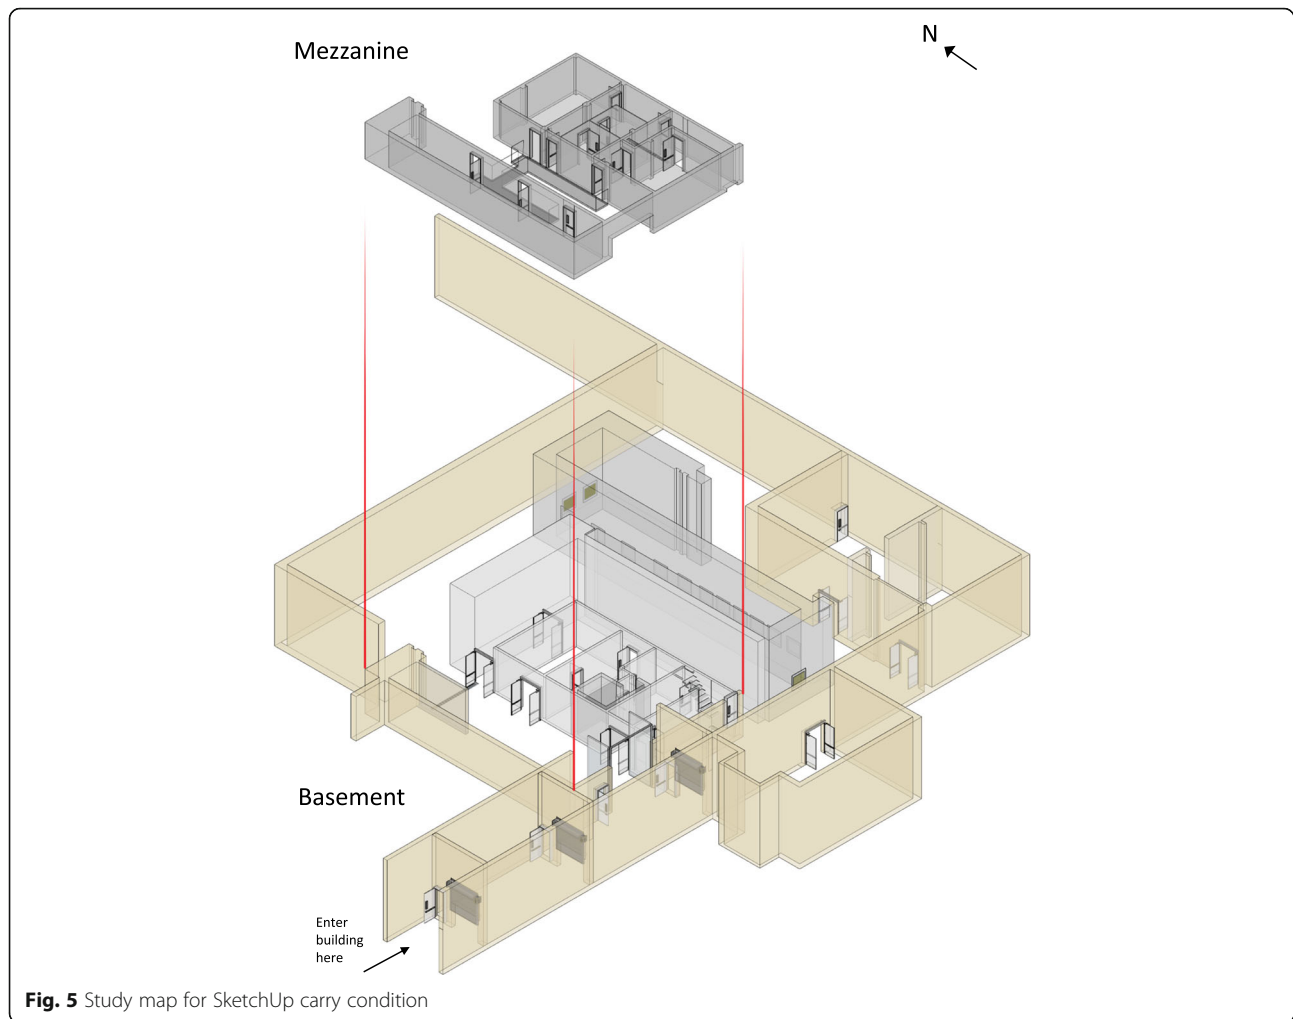 N
Mezzanine
Basement
Enter
building
here
Fig. 5 Study map for SketchUp carry condition